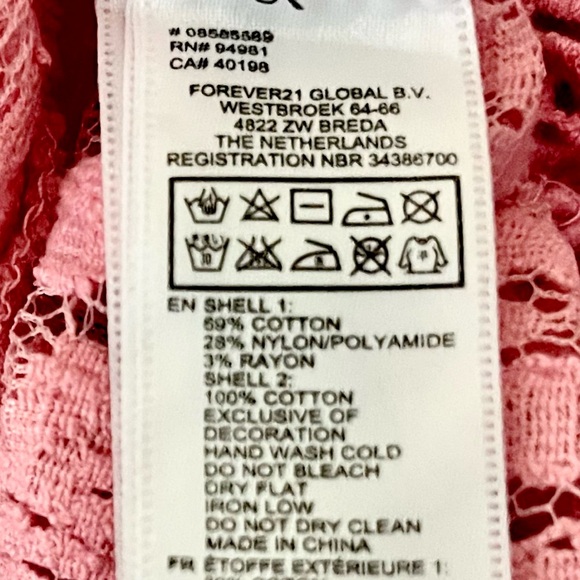 # 08585589
RN# 94981
CA# 40198
FOREVER21 GLOBAL B.V.
WESTBROEK 64-66
4822 ZW BREDA
THE NETHERLANDS
REGISTRATION NBR 34386700
EN SHELL 1:
69% COTTON
28% NYLON/POLYAMIDE
3% RAYON
SHELL 2:
100% COTTON
EXCLUSIVE OF
DECORATION
HAND WASH COLD
DO NOT BLEACH
DRY FLAT
IRON LOW
DO NOT DRY CLEAN
MADE IN CHINA
FR ÉTOFFE EXTÉRIEURE 1: